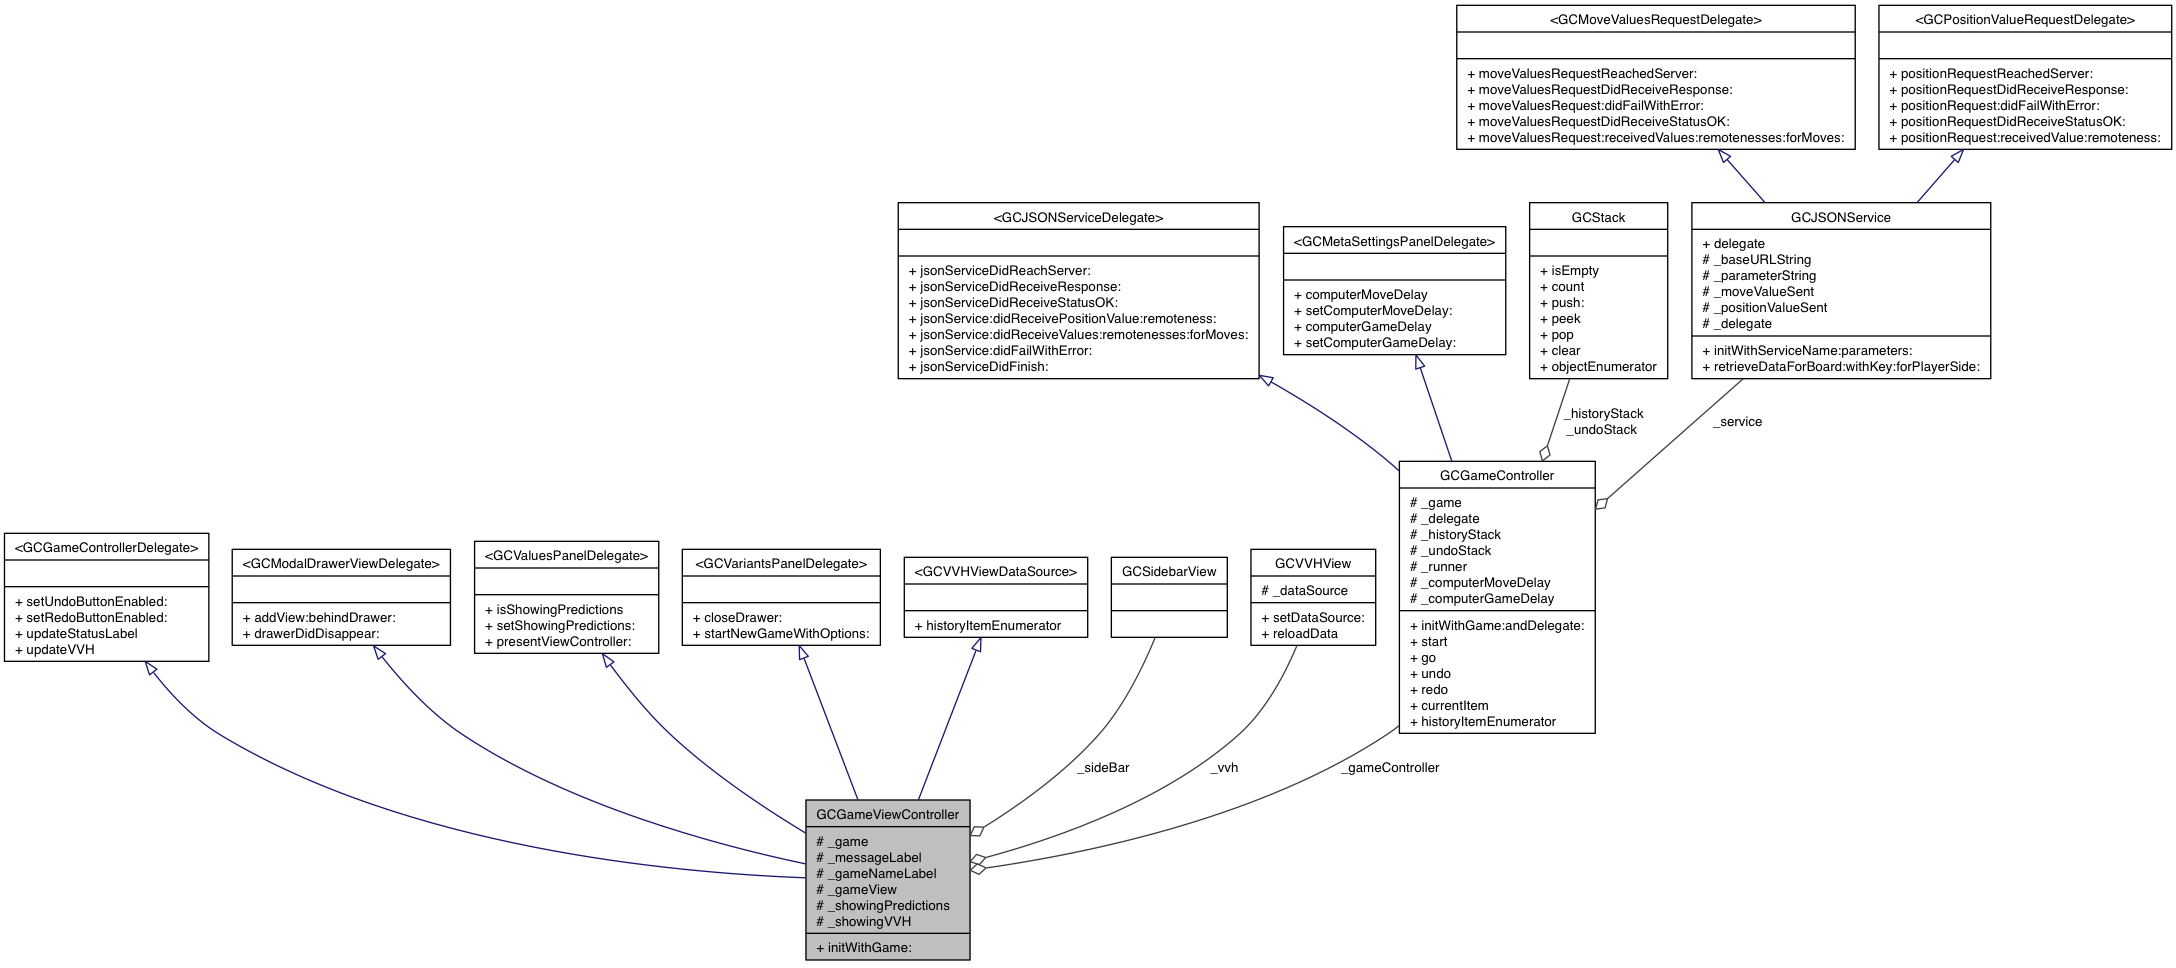 <GCMoveValuesRequestDelegate>
+ moveValuesRequestReachedServer:
+ moveValuesRequestDidReceiveResponse:
+ moveValuesRequest:didFailWithError:
+ moveValuesRequestDidReceiveStatusOK:
+ moveValuesRequest:receivedValues:remotenesses:forMoves:
<GCPositionValueRequestDelegate>
+ positionRequestReachedServer:
+ positionRequestDidReceiveResponse:
+ positionRequest:didFailWithError:
+ positionRequestDidReceiveStatusOK:
+ positionRequest:receivedValue:remoteness:
<GCJSONServiceDelegate>
+ jsonServiceDidReachServer:
+ jsonServiceDidReceiveResponse:
+ jsonServiceDidReceiveStatusOK:
+ jsonService:didReceivePositionValue:remoteness:
+ jsonService:didReceiveValues:remotenesses:forMoves:
+ jsonService:didFailWithError:
+ jsonServiceDidFinish:
<GCMetaSettingsPanelDelegate>
+ computerMoveDelay
+ setComputerMoveDelay:
+ computerGameDelay
+ setComputerGameDelay:
GCStack
+ isEmpty
+ count
+ push:
+ peek
+ pop
+ clear
+ objectEnumerator
GCJSONService
+ delegate
# _baseURLString
# _parameterString
# _moveValueSent
# _positionValueSent
# _delegate
+ initWithServiceName:parameters:
+ retrieveDataForBoard:withKey:forPlayerSide:
_historyStack
_undoStack
_service
GCGameController
# _game
# _delegate
# _historyStack
# _undoStack
# _runner
# _computerMoveDelay
# _computerGameDelay
+ initWithGame:andDelegate:
+ start
+ go
+ undo
+ redo
+ currentItem
+ historyItemEnumerator
<GCGameControllerDelegate>
+ setUndoButtonEnabled:
+ setRedoButtonEnabled:
+ updateStatusLabel
+ updateVVH
<GCModalDrawerViewDelegate>
+ addView:behindDrawer:
+ drawerDidDisappear:
<GCValuesPanelDelegate>
+ isShowingPredictions
+ setShowingPredictions:
+ presentViewController:
<GCVariantsPanelDelegate>
+ closeDrawer:
+ startNewGameWithOptions:
<GCVVHViewDataSource>
+ historyItemEnumerator
GCSidebarView
GCVVHView
# _dataSource
+ setDataSource:
+ reloadData
_sideBar
_vvh
_gameController
GCGameViewController
# _game
# _messageLabel
# _gameNameLabel
# _gameView
# _showingPredictions
# _showingVVH
+ initWithGame: